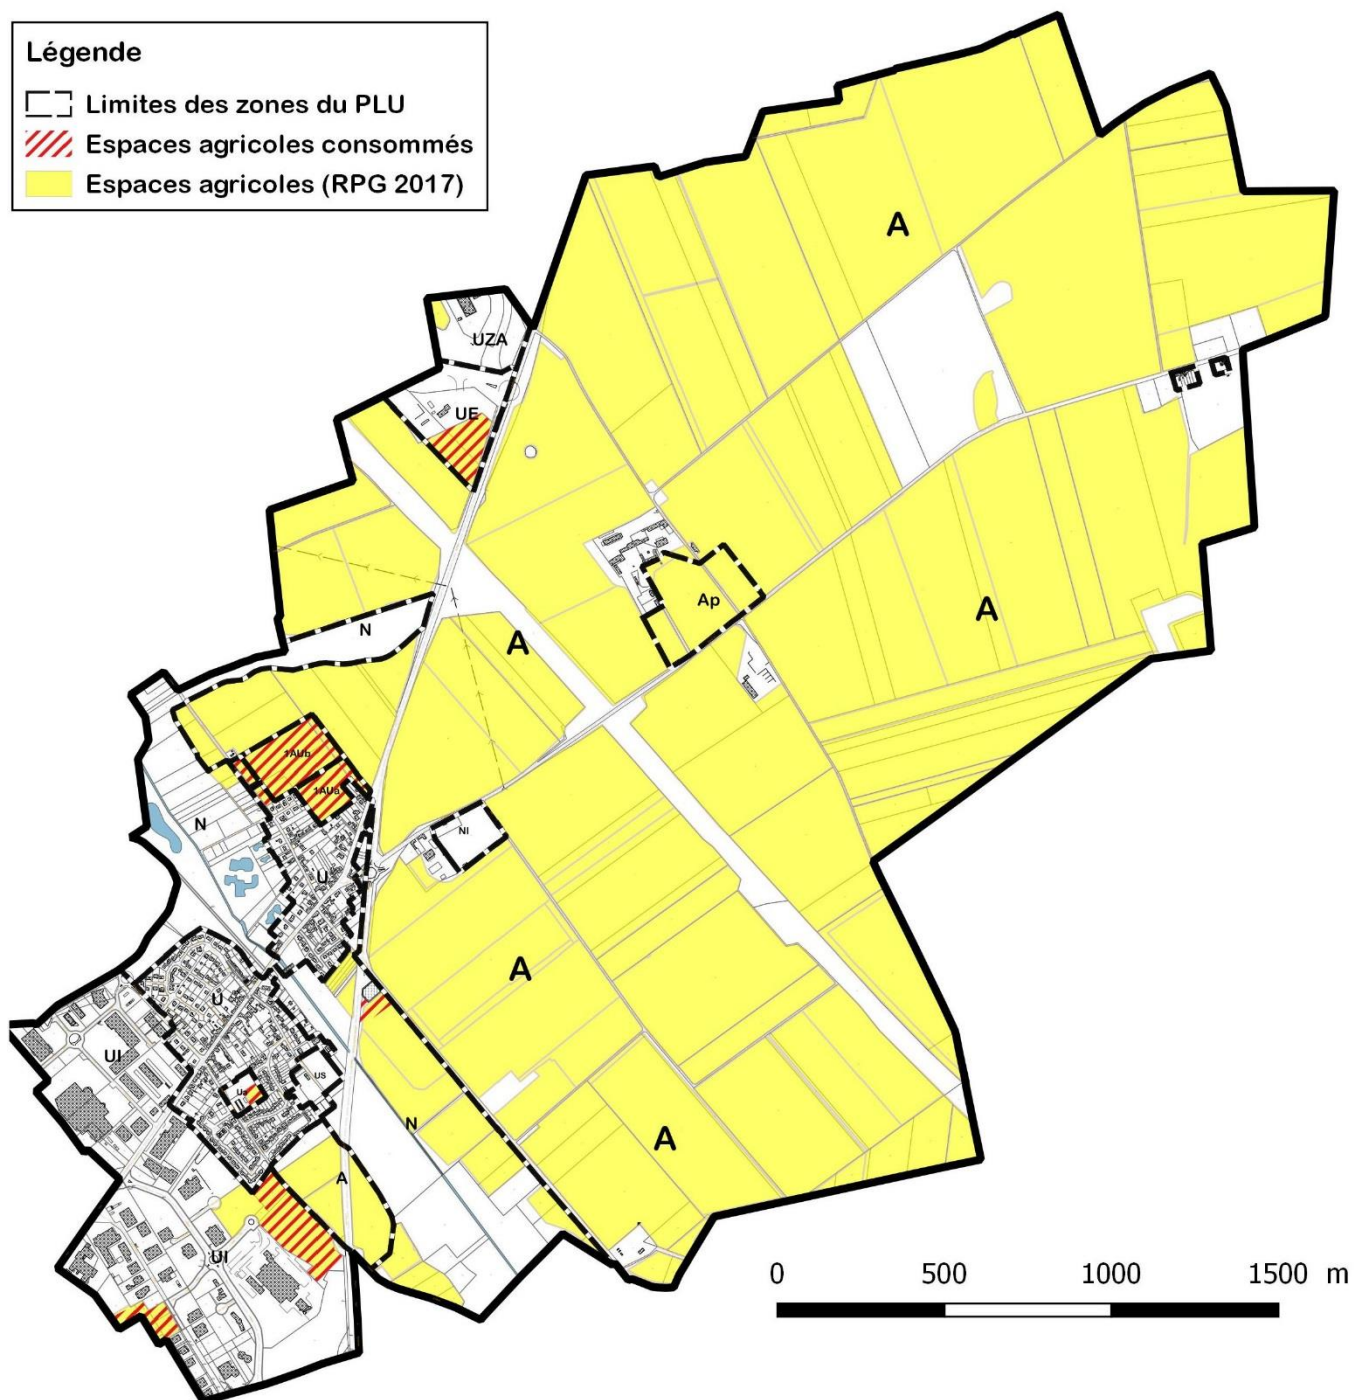 Légende
Limites des zones du PLU
Espaces agricoles consommés
Espaces agricoles (RPG 2017)
A
UZA
UE
Ap
A
N
A
1AUb
1AUa
N
NI
U
A
U
UI
US
N
A
A
UI
0 500 1000 1500 m